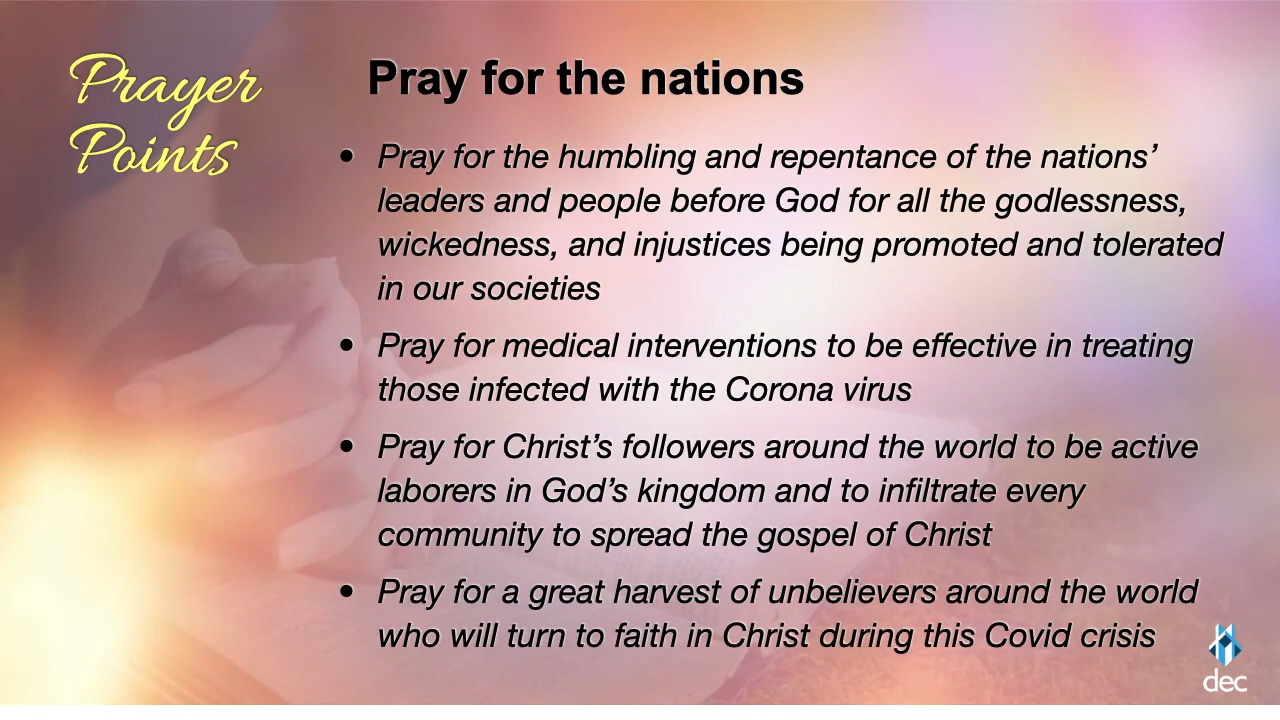 Prayer
Points
Pray for the nations
• Pray for the humbling and repentance of the nations’
leaders and people before God for all the godlessness,
wickedness, and injustices being promoted and tolerated
in our societies
• Pray for medical interventions to be effective in treating
those infected with the Corona virus
• Pray for Christ’s followers around the world to be active
laborers in God’s kingdom and to infiltrate every
community to spread the gospel of Christ
• Pray for a great harvest of unbelievers around the world
who will turn to faith in Christ during this Covid crisis
dec